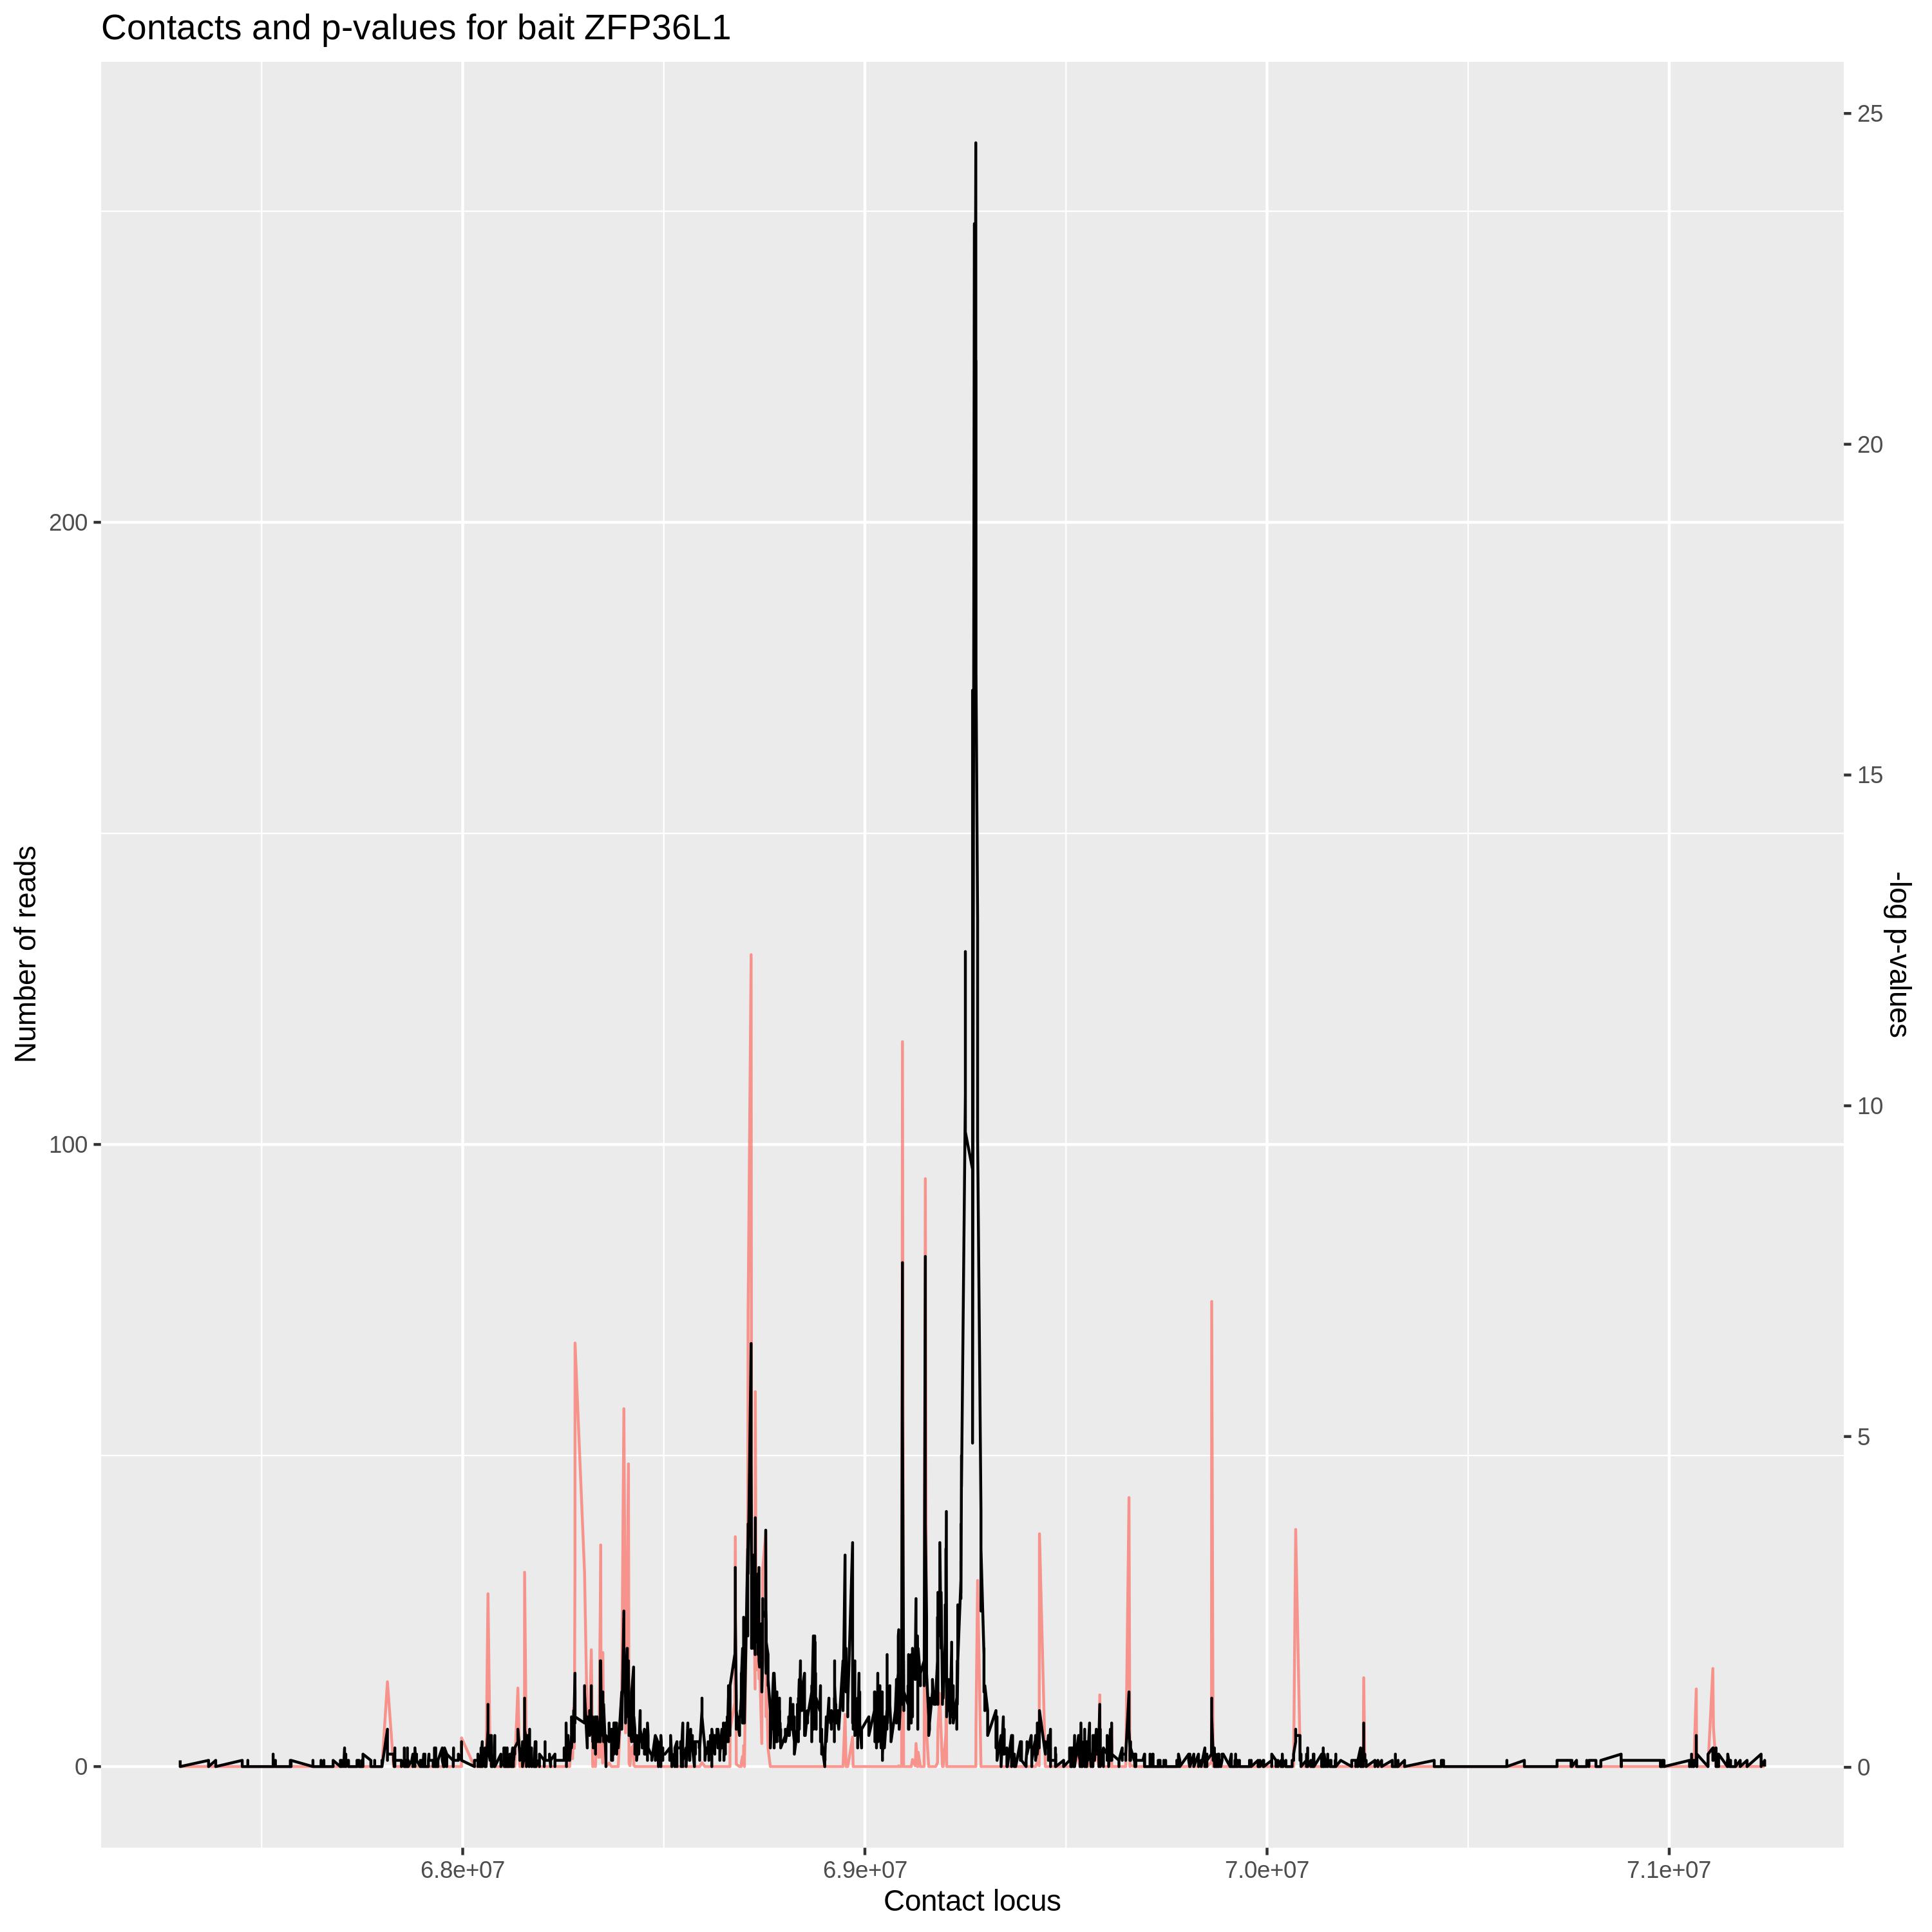 Contacts and p-values for bait ZFP36L1
25
20
15
10
5
0
200
100
0
Number of reads
-log p-values
6.8e+07
6.9e+07
7.0e+07
7.1e+07
Contact locus